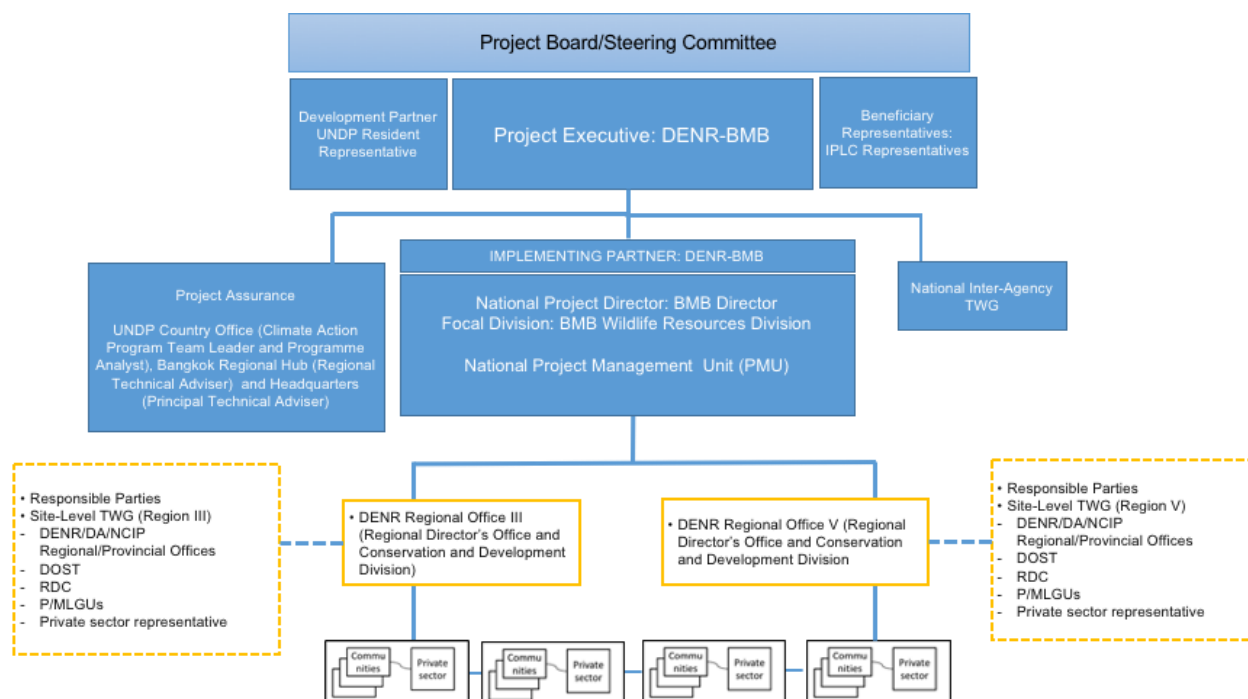 Project Board/Steering Committee
Development Partner
UNDP Resident
Representative
Project Executive: DENR-BMB
Beneficiary
Representatives:
IPLC Representatives
IMPLEMENTING PARTNER: DENR-BMB
Project Assurance
UNDP Country Office (Climate Action
Program Team Leader and Programme
Analyst), Bangkok Regional Hub (Regional
Technical Adviser) and Headquarters
(Principal Technical Adviser)
National Project Director: BMB Director
Focal Division: BMB Wildlife Resources Division
National Project Management Unit (PMU)
National Inter-Agency
TWG
• Responsible Parties
• Site-Level TWG (Region III)
- DENR/DA/NCIP
Regional/Provincial Offices
- DOST
- RDC
- P/MLGUs
- Private sector representative
• DENR Regional Office III
(Regional Director's Office and
Conservation and Development
Division)
• DENR Regional Office V (Regional
Director's Office and Conservation
and Development Division
• Responsible Parties
• Site-Level TWG (Region V)
- DENR/DA/NCIP
Regional/Provincial Offices
- DOST
- RDC
- P/MLGUs
- Private sector representative
Commu
nities
Private
sector
Commu
nities
Private
sector
Commu
nities
Private
sector
Commu
nities
Private
sector